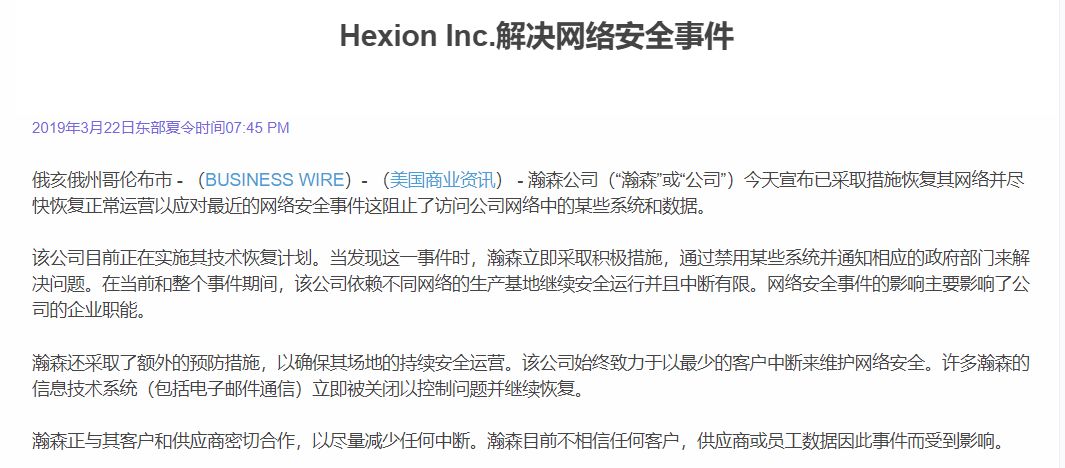 Hexion Inc.解决网络安全事件
2019年3月22日东部夏令时间07:45 PM
俄亥俄州哥伦布市 - （BUSINESS WIRE）- （美国商业资讯） - 瀚森公司（“瀚森”或“公司”）今天宣布已采取措施恢复其网络并尽
快恢复正常运营以应对最近的网络安全事件这阻止了访问公司网络中的某些系统和数据。
该公司目前正在实施其技术恢复计划。当发现这一事件时，瀚森立即采取积极措施，通过禁用某些系统并通知相应的政府部门来解
决问题。在当前和整个事件期间，该公司依赖不同网络的生产基地继续安全运行并且中断有限。网络安全事件的影响主要影响了公
司的企业职能。
瀚森还采取了额外的预防措施，以确保其场地的持续安全运营。该公司始终致力于以最少的客户中断来维护网络安全。许多瀚森的
信息技术系统（包括电子邮件通信）立即被关闭以控制问题并继续恢复。
瀚森正与其客户和供应商密切合作，以尽量减少任何中断。瀚森目前不相信任何客户，供应商或员工数据因此事件而受到影响。